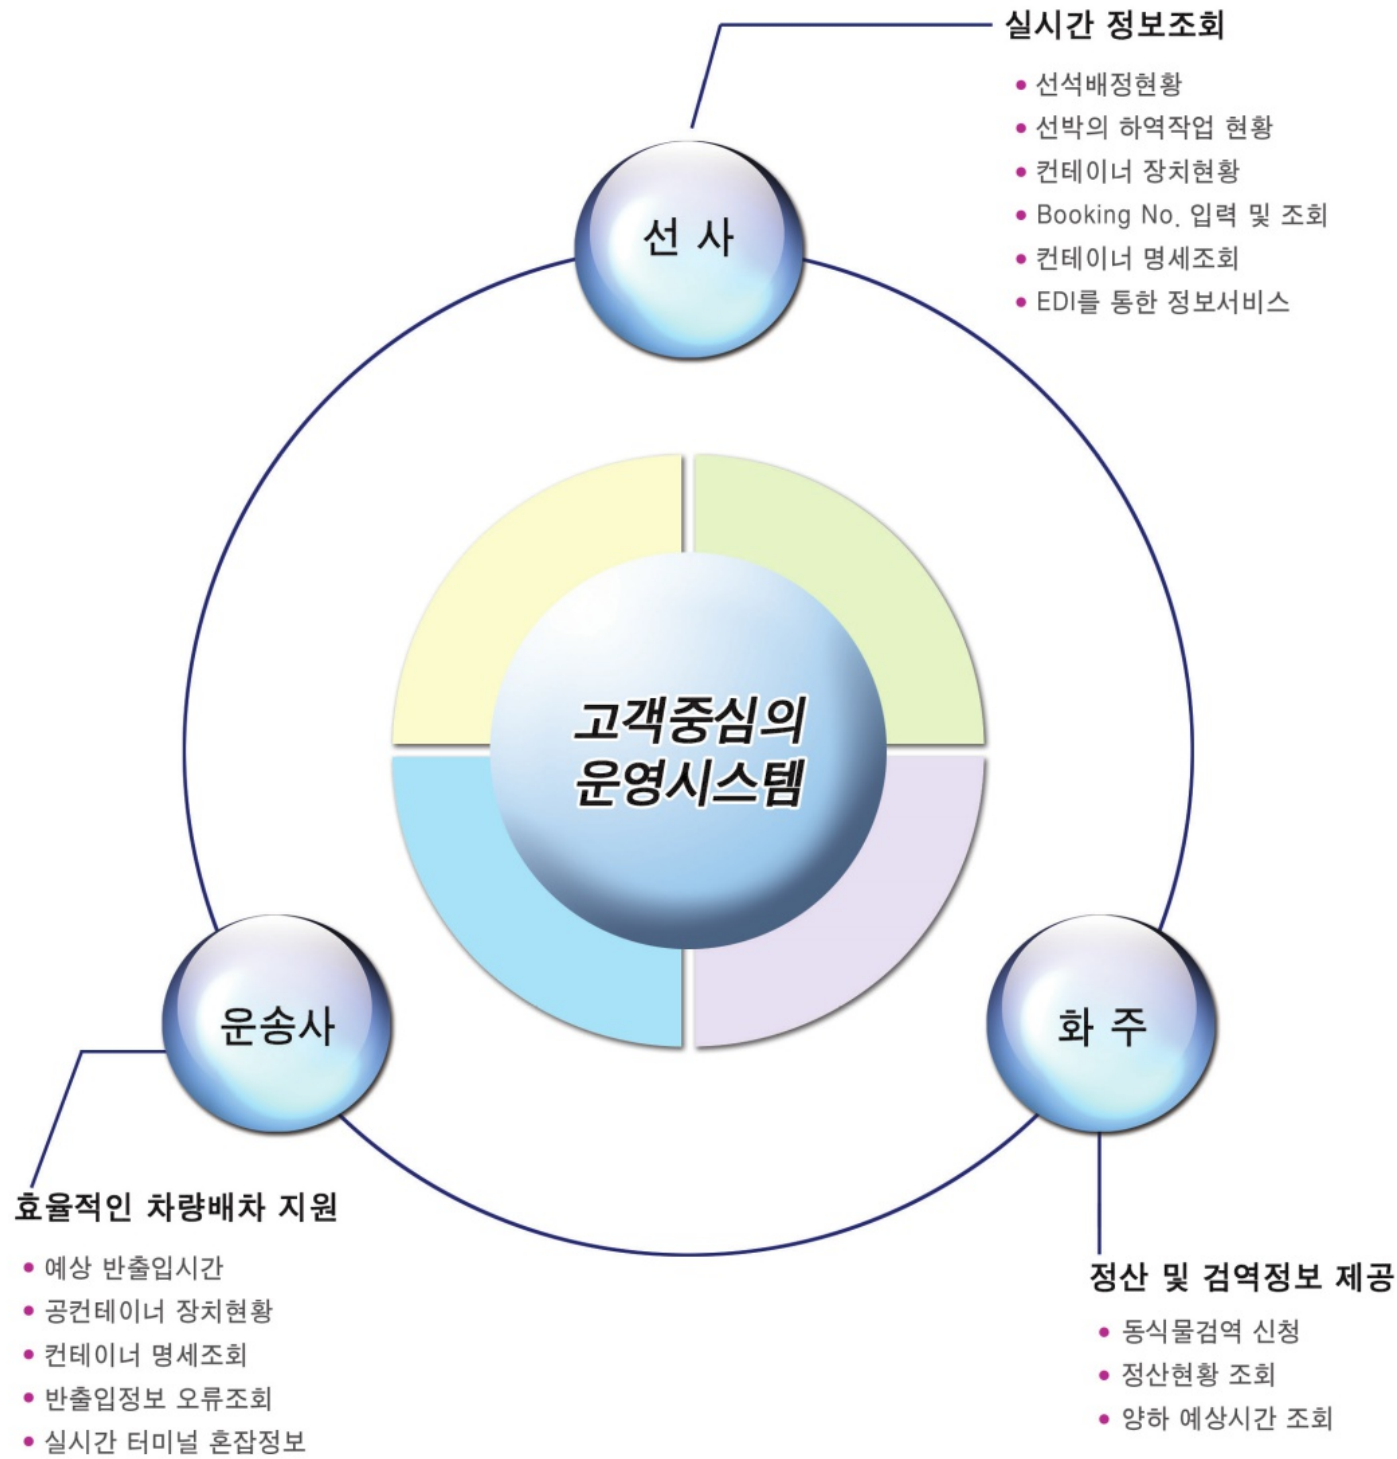 실시간 정보조회
• 선석배정현황
• 선박의 하역작업 현황
• 컨테이너 장치현황
• Booking No. 입력 및 조회
• 컨테이너 명세조회
• EDI를 통한 정보서비스
선 사
고객중심의
운영시스템
운송사
화 주
효율적인 차량배차 지원
• 예상 반출입시간
• 공컨테이너 장치현황
• 컨테이너 명세조회
• 반출입정보 오류조회
• 실시간 터미널 혼잡정보
정산 및 검역정보 제공
• 동식물검역 신청
• 정산현황 조회
• 양하 예상시간 조회